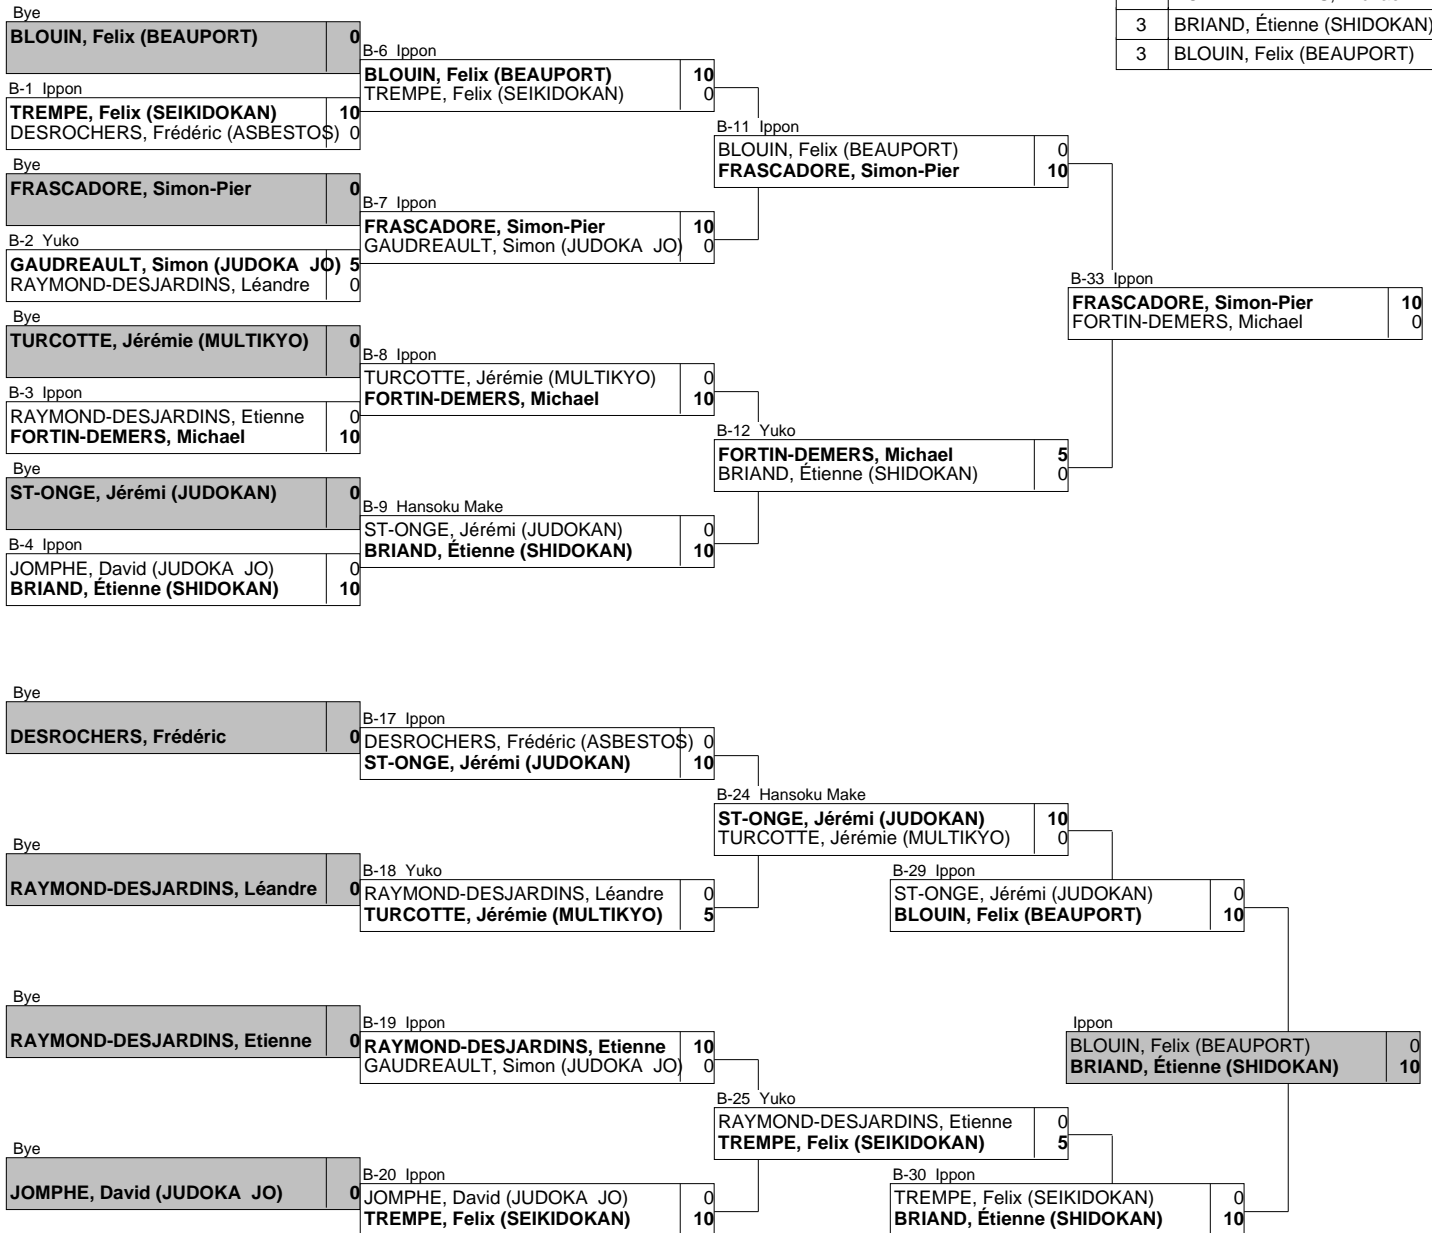 3 BRIAND, Étienne (SHIDOKAN)
3 BLOUIN, Felix (BEAUPORT)
Bye
BLOUIN, Felix (BEAUPORT) 0
B-1 Ippon
TREMPE, Felix (SEIKIDOKAN) 10
DESROCHERS, Frédéric (ASBESTOS) 0
Bye
FRASCADORE, Simon-Pier 0
B-2 Yuko
GAUDREAULT, Simon (JUDOKA JO) 5
RAYMOND-DESJARDINS, Léandre 0
Bye
TURCOTTE, Jérémie (MULTIKYO) 0
B-3 Ippon
RAYMOND-DESJARDINS, Etienne 0
FORTIN-DEMERS, Michael 10
Bye
ST-ONGE, Jérémi (JUDOKAN) 0
B-4 Ippon
JOMPHE, David (JUDOKA JO) 0
BRIAND, Étienne (SHIDOKAN) 10
B-6 Ippon
BLOUIN, Felix (BEAUPORT) 10
TREMPE, Felix (SEIKIDOKAN) 0
B-7 Ippon
FRASCADORE, Simon-Pier 10
GAUDREAULT, Simon (JUDOKA JO) 0
B-8 Ippon
TURCOTTE, Jérémie (MULTIKYO) 0
FORTIN-DEMERS, Michael 10
B-9 Hansoku Make
ST-ONGE, Jérémi (JUDOKAN) 0
BRIAND, Étienne (SHIDOKAN) 10
B-11 Ippon
BLOUIN, Felix (BEAUPORT) 0
FRASCADORE, Simon-Pier 10
B-12 Yuko
FORTIN-DEMERS, Michael 5
BRIAND, Étienne (SHIDOKAN) 0
B-33 Ippon
FRASCADORE, Simon-Pier 10
FORTIN-DEMERS, Michael 0
Bye
DESROCHERS, Frédéric 0
Bye
RAYMOND-DESJARDINS, Léandre 0
Bye
RAYMOND-DESJARDINS, Etienne 0
Bye
JOMPHE, David (JUDOKA JO) 0
B-17 Ippon
DESROCHERS, Frédéric (ASBESTOS) 0
ST-ONGE, Jérémi (JUDOKAN) 10
B-18 Yuko
RAYMOND-DESJARDINS, Léandre 0
TURCOTTE, Jérémie (MULTIKYO) 5
B-19 Ippon
RAYMOND-DESJARDINS, Etienne 10
GAUDREAULT, Simon (JUDOKA JO) 0
B-20 Ippon
JOMPHE, David (JUDOKA JO) 0
TREMPE, Felix (SEIKIDOKAN) 10
B-24 Hansoku Make
ST-ONGE, Jérémi (JUDOKAN) 10
TURCOTTE, Jérémie (MULTIKYO) 0
B-25 Yuko
RAYMOND-DESJARDINS, Etienne 0
TREMPE, Felix (SEIKIDOKAN) 5
B-29 Ippon
ST-ONGE, Jérémi (JUDOKAN) 0
BLOUIN, Felix (BEAUPORT) 10
B-30 Ippon
TREMPE, Felix (SEIKIDOKAN) 0
BRIAND, Étienne (SHIDOKAN) 10
Ippon
BLOUIN, Felix (BEAUPORT) 0
BRIAND, Étienne (SHIDOKAN) 10